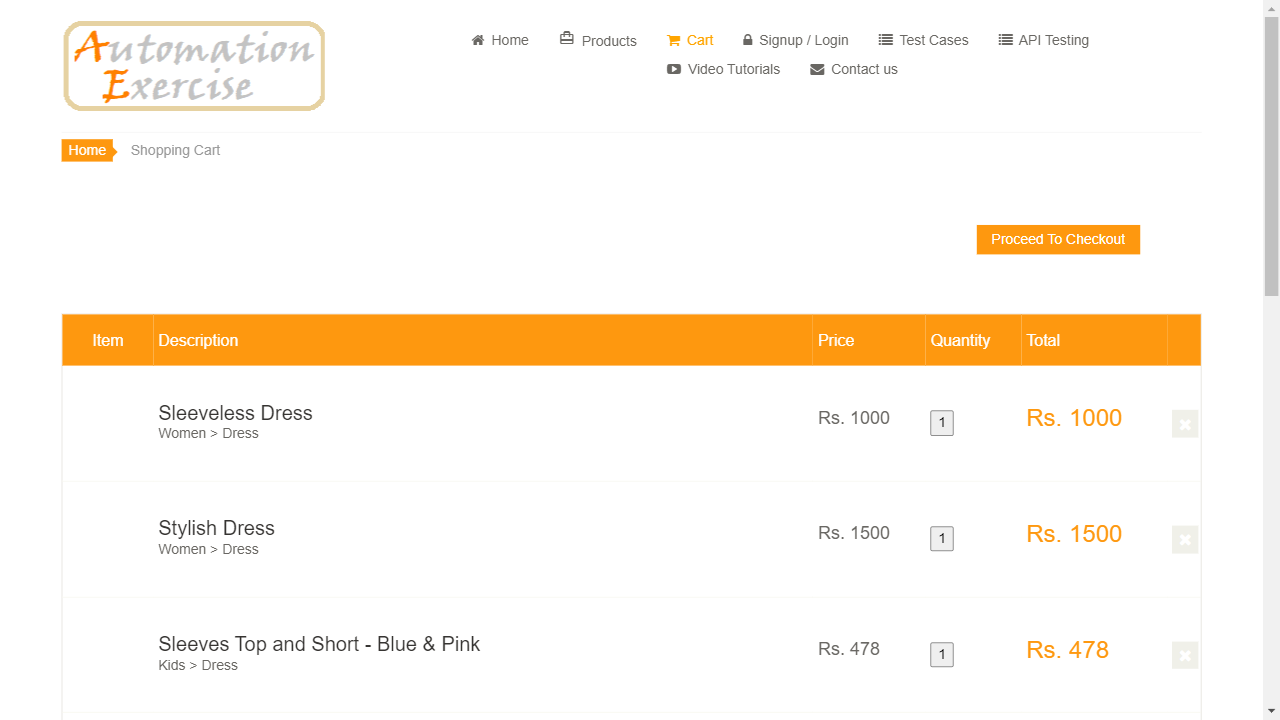 Automation
Exercise
Home
Products
Cart
Signup / Login
Test Cases
API Testing
Video Tutorials
Contact us
Home
Shopping Cart
Proceed To Checkout
Item Description Price Quantity Total
Sleeveless Dress
Women > Dress
Rs. 1000
1
Rs. 1000
Stylish Dress
Women > Dress
Rs. 1500
1
Rs. 1500
Sleeves Top and Short - Blue & Pink
Kids > Dress
Rs. 478
1
Rs. 478